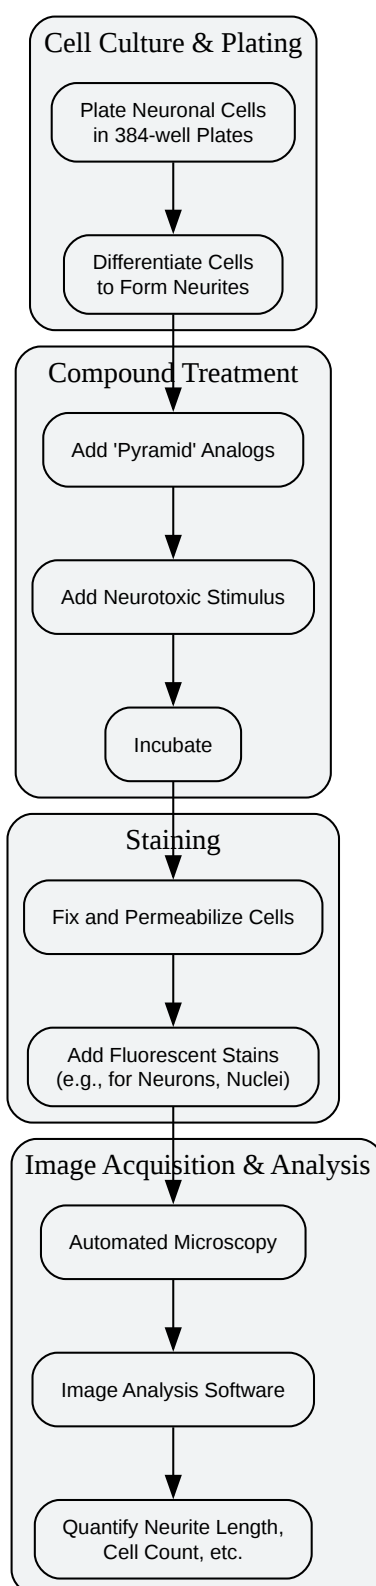 Cell Culture & Plating
Plate Neuronal Cells
in 384-well Plates
Differentiate Cells
to Form Neurites
Compound Treatment
Add 'Pyramid' Analogs
Add Neurotoxic Stimulus
Incubate
Staining
Fix and Permeabilize Cells
Add Fluorescent Stains
(e.g., for Neurons, Nuclei)
Image Acquisition & Analysis
Automated Microscopy
Image Analysis Software
Quantify Neurite Length,
Cell Count, etc.